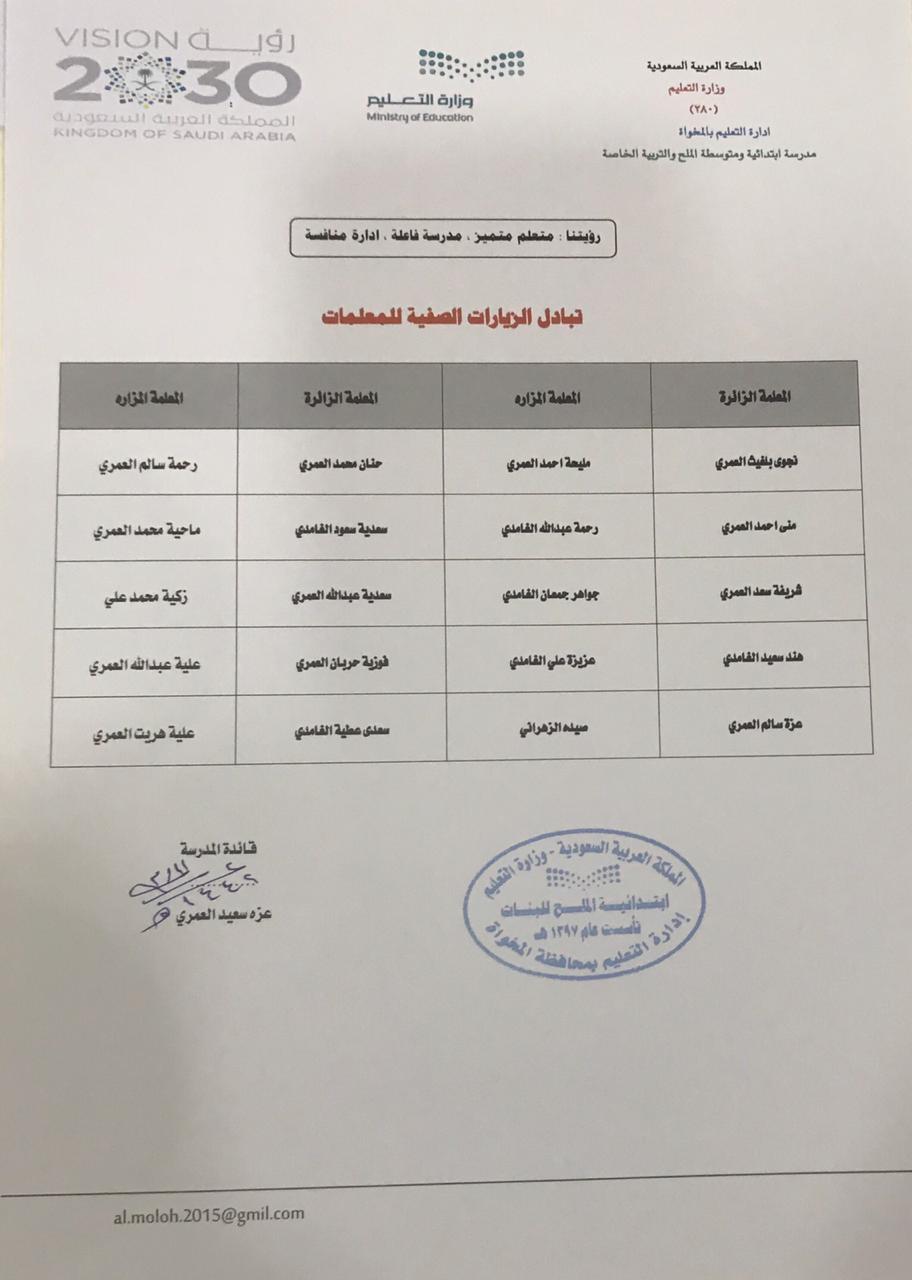 المملكة العربية السعودية
وزارة التعليم
(٢٨٠)
ادارة التعليم بالمخواة
مدرسة ابتدائية ومتوسطة الملح والتربية الخاصة
وزارة التعليم
Ministry of Education
VISION رؤية
2030
المملكة العربية السعودية
KINGDOM OF SAUDI ARABIA
رؤيتنا : متعلم متميز ، مدرسة فاعلة ، ادارة منافسة
تبادل الزيارات الصفية للمعلمات
المعلمة الزائرة المعلمة المزاره المعلمة الزائرة المعلمة المزاره
نجوى بلغيث العمري مليحة احمد العمري حنان محمد العمري رحمة سالم العمري
منى احمد العمري رحمة عبدالله الغامدي سعدية سعود الغامدي ماحية محمد العمري
شريفة سعد العمري جواهر جمعان الغامدي سعدية عبدالله العمري زكية محمد علي
هند سعيد الغامدي عزيزة علي الغامدي فوزية حربان العمري علية عبدالله العمري
عزة سالم العمري صيده الزهراني سعدى عطية الغامدي علية هريت العمري
المملكة العربية السعودية - وزارة التعليم
ابتدائية الملح للبنات
تأسست عام ١٣٩٧ هـ
إدارة التعليم بمحافظة المخواة
قائدة المدرسة
عزه سعيد العمري
al.moloh.2015@gmil.com